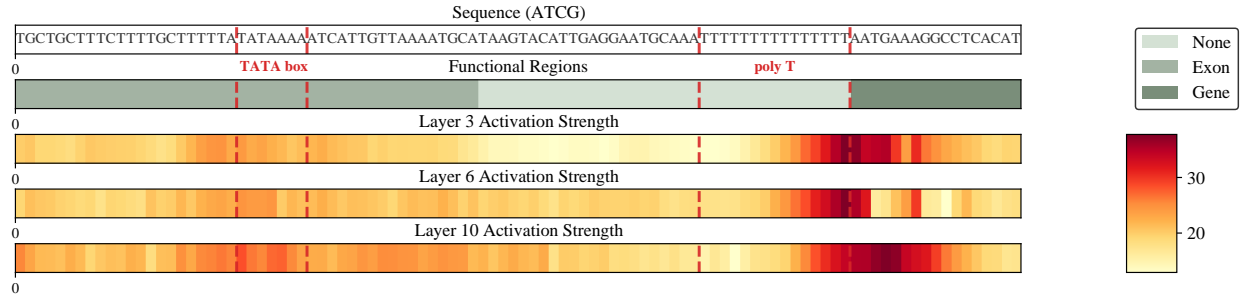 Sequence (ATCG)
TGCTGCTTTCTTTTGCTTTTTATATAAAAATCATTGTTAAAATGCATAAGTACATTGAGGAATGCAAATTTTTTTTTTTTTTTAATGAAAGGCCTCACAT
0
TATA box
Functional Regions
poly T
0
Layer 3 Activation Strength
0
Layer 6 Activation Strength
0
Layer 10 Activation Strength
0
None
Exon
Gene
30
20